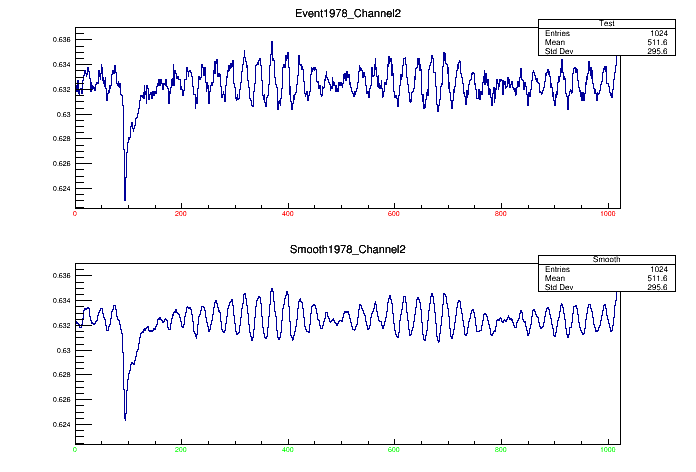 Event1978_Channel2
Test
Entries 1024
Mean 511.6
Std Dev 295.6
0.636
0.634
0.632
0.63
0.628
0.626
0.624
0 200 400 600 800 1000
Smooth1978_Channel2
Smooth
Entries 1024
Mean 511.6
Std Dev 295.6
0.636
0.634
0.632
0.63
0.628
0.626
0.624
0 200 400 600 800 1000